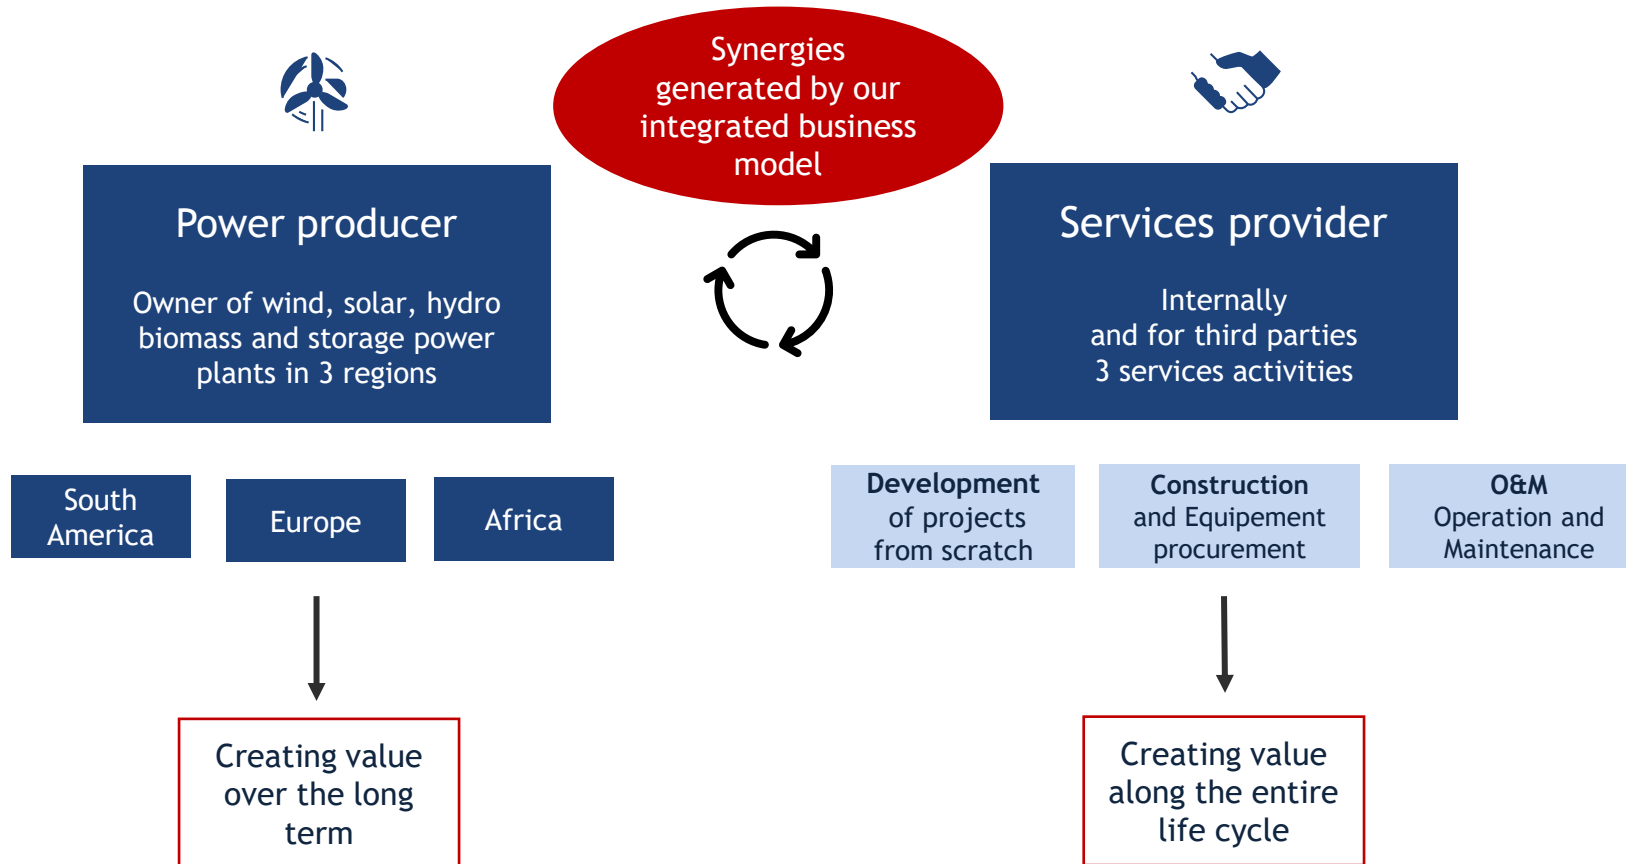 Synergies
generated by our
integrated business
model
Power producer
Owner of wind, solar, hydro
biomass and storage power
plants in 3 regions
Services provider
Internally
and for third parties
3 services activities
South
America
Europe
Africa
Development
of projects
from scratch
Construction
and Equipement
procurement
O&M
Operation and
Maintenance
Creating value
over the long
term
Creating value
along the entire
life cycle